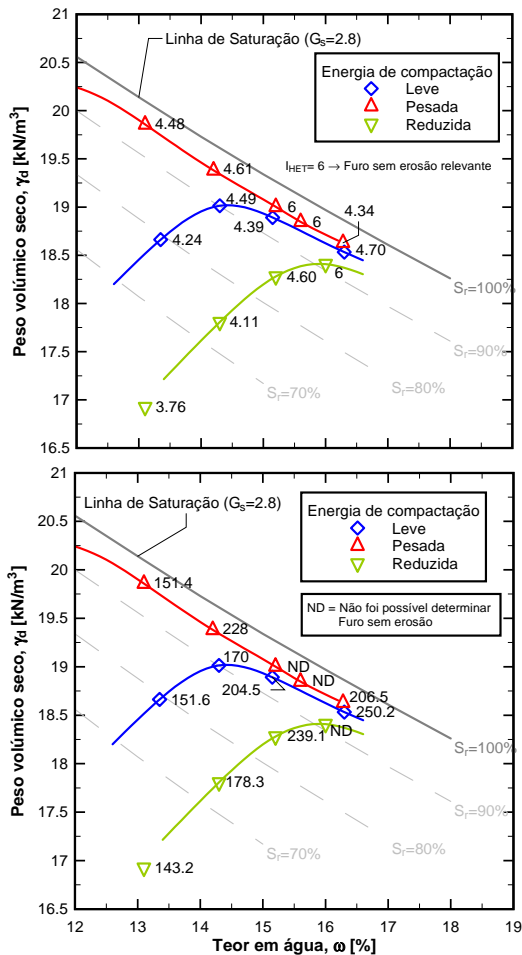 21
20.5
20
19.5
19
18.5
18
17.5
17
16.5
Peso volúmico seco, γd [kN/m³]
Linha de Saturação (Gs=2.8)
Energia de compactação
Leve
Pesada
Reduzida
IHET= 6 → Furo sem erosão relevante
4.48
4.61
4.49
6
6
4.34
4.39
4.24
4.70
4.60
6
4.11
3.76
Sr=100%
Sr=90%
Sr=80%
Sr=70%
21
20.5
20
19.5
19
18.5
18
17.5
17
16.5
Peso volúmico seco, γd [kN/m³]
Linha de Saturação (Gs=2.8)
Energia de compactação
Leve
Pesada
Reduzida
ND = Não foi possível determinar
Furo sem erosão
151.4
228
170
ND
ND
204.5
206.5
151.6
250.2
239.1
ND
178.3
143.2
Sr=100%
Sr=90%
Sr=80%
Sr=70%
12 13 14 15 16 17 18 19
Teor em água, ω [%]